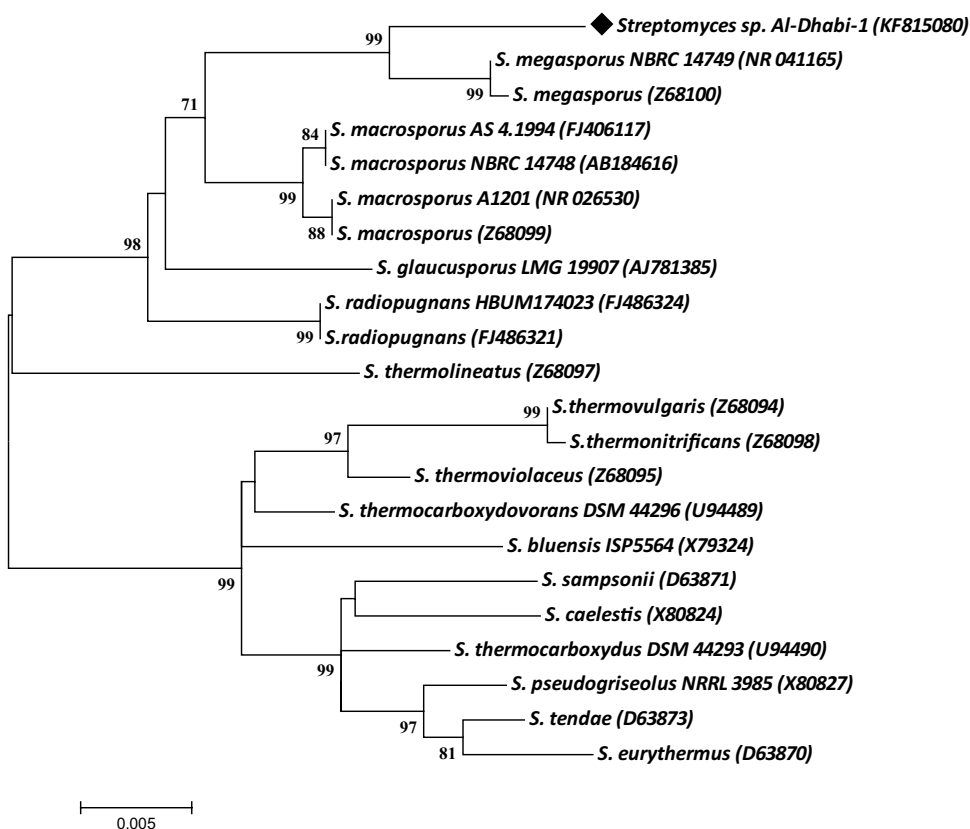 Streptomyces sp. Al-Dhabi-1 (KF815080)
99
S. megasporus NBRC 14749 (NR 041165)
99
S. megasporus (Z68100)
71
84
S. macrosporus AS 4.1994 (FJ406117)
S. macrosporus NBRC 14748 (AB184616)
99
S. macrosporus A1201 (NR 026530)
88
S. macrosporus (Z68099)
98
S. glaucusporus LMG 19907 (AJ781385)
S. radiopugnans HBUM174023 (FJ486324)
99
S.radiopugnans (FJ486321)
S. thermolineatus (Z68097)
99
S.thermovulgaris (Z68094)
97
S.thermonitrificans (Z68098)
S. thermoviolaceus (Z68095)
S. thermocarboxydovorans DSM 44296 (U94489)
S. bluensis ISP5564 (X79324)
99
S. sampsonii (D63871)
S. caelestis (X80824)
S. thermocarboxydus DSM 44293 (U94490)
99
S. pseudogriseolus NRRL 3985 (X80827)
97
S. tendae (D63873)
81
S. eurythermus (D63870)
0.005